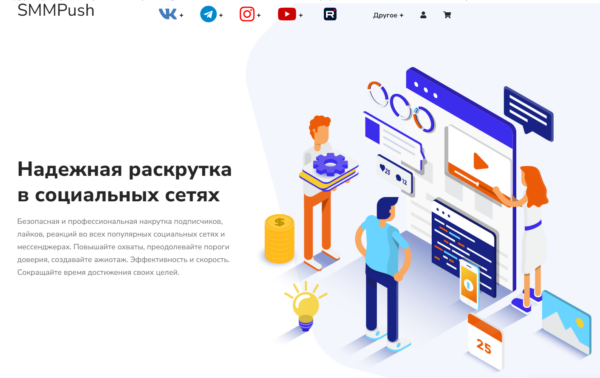 SMMPush
+ + + + Другое +
Надежная раскрутка
в социальных сетях
Безопасная и профессиональная накрутка подписчиков,
лайков, реакций во всех популярных социальных сетях и
мессенджерах. Повышайте охваты, преодолевайте пороги
доверия, создавайте ажиотаж. Эффективность и скорость.
Сокращайте время достижения своих целей.
25